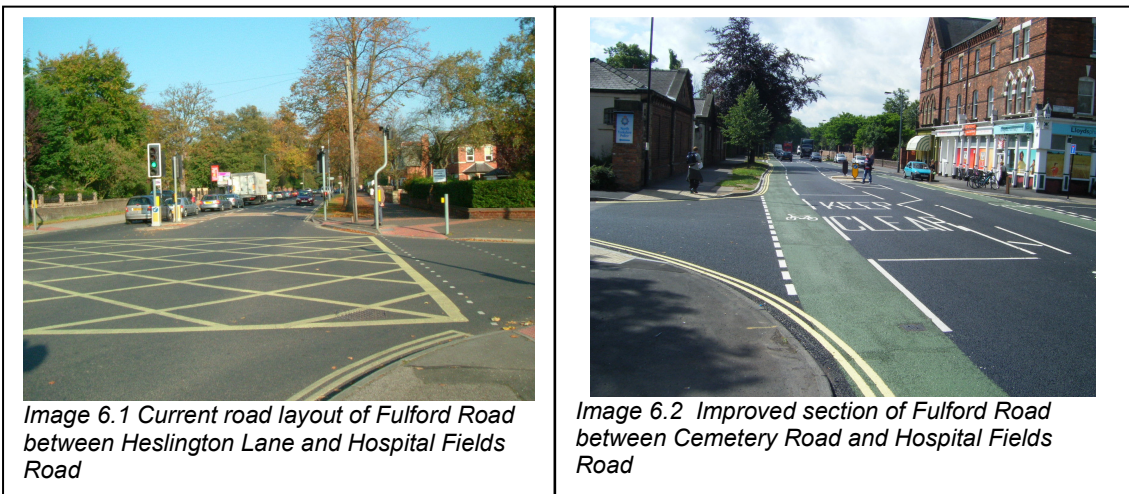 KEEP
CLEAR
Lloyds
Image 6.1 Current road layout of Fulford Road
between Heslington Lane and Hospital Fields
Road
Image 6.2  Improved section of Fulford Road
between Cemetery Road and Hospital Fields
Road